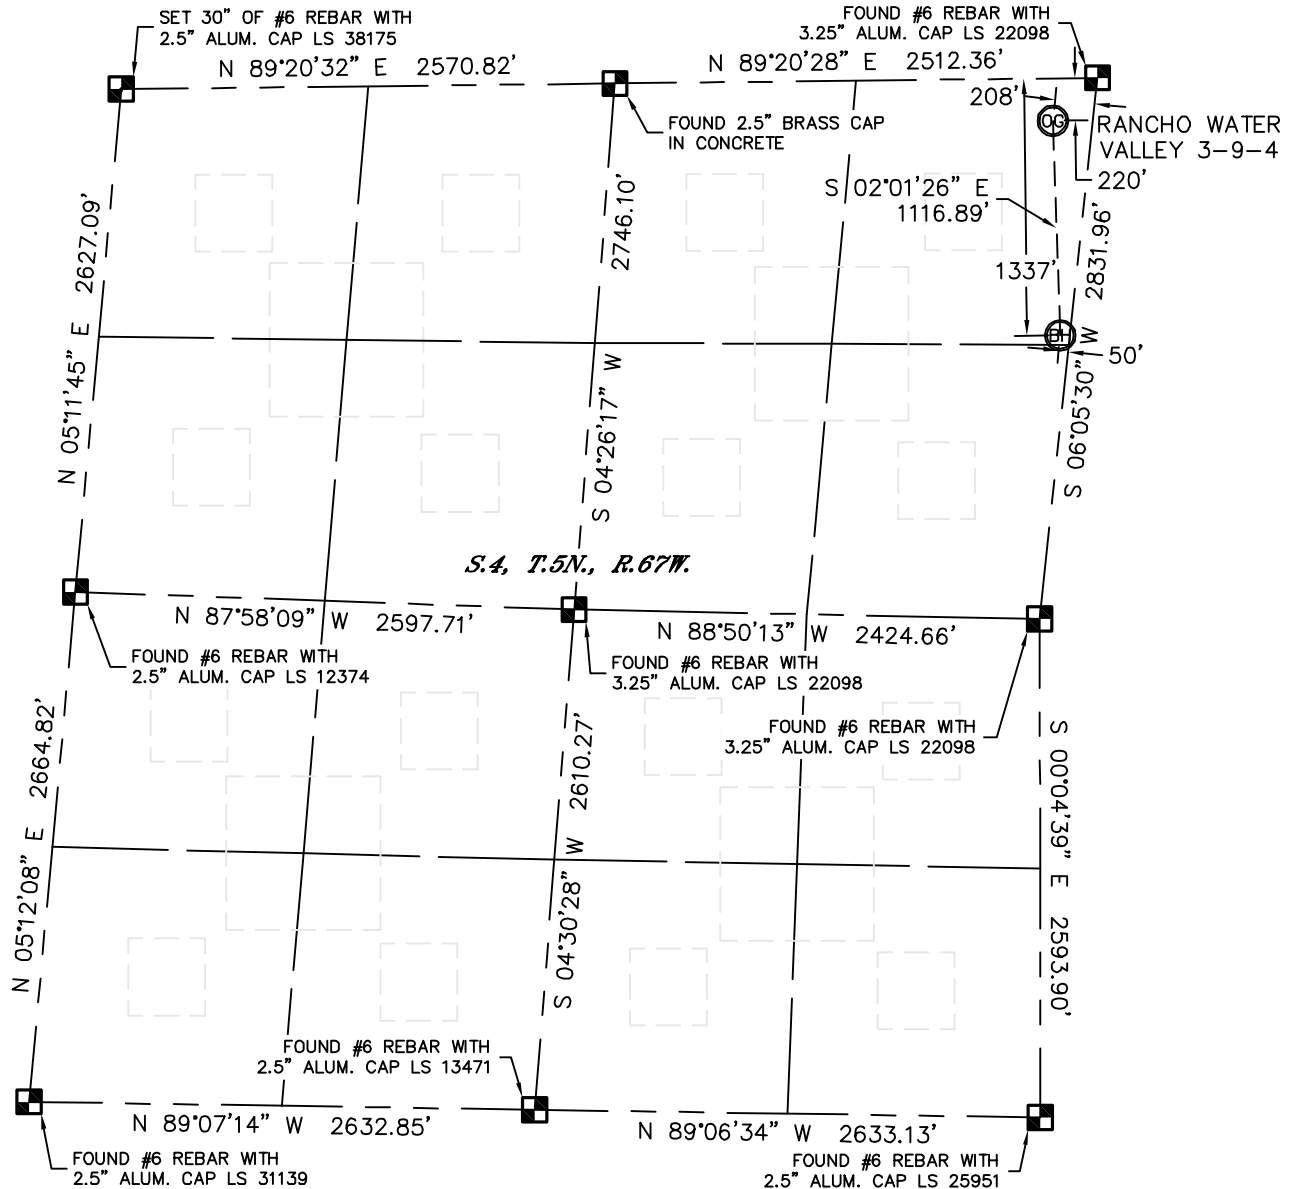 SET 30" OF #6 REBAR WITH
2.5" ALUM. CAP LS 38175
FOUND #6 REBAR WITH
3.25" ALUM. CAP LS 22098
N 89°20'32" E 2570.82'
N 89°20'28" E 2512.36'
208'
FOUND 2.5" BRASS CAP
IN CONCRETE
OG
RANCHO WATER
VALLEY 3-9-4
220'
S 02°01'26" E
1116.89'
N 05°11'45" E 2627.09'
S 04°26'17" W 2746.10'
1337'
S 06°05'30" W 2831.96'
BH
50'
S.4, T.5N., R.67W.
N 87°58'09" W 2597.71'
N 88°50'13" W 2424.66'
FOUND #6 REBAR WITH
2.5" ALUM. CAP LS 12374
FOUND #6 REBAR WITH
3.25" ALUM. CAP LS 22098
FOUND #6 REBAR WITH
3.25" ALUM. CAP LS 22098
N 05°12'08" E 2664.82'
S 04°30'28" W 2610.27'
S 00°04'39" E 2593.90'
FOUND #6 REBAR WITH
2.5" ALUM. CAP LS 13471
N 89°07'14" W 2632.85'
N 89°06'34" W 2633.13'
FOUND #6 REBAR WITH
2.5" ALUM. CAP LS 31139
FOUND #6 REBAR WITH
2.5" ALUM. CAP LS 25951